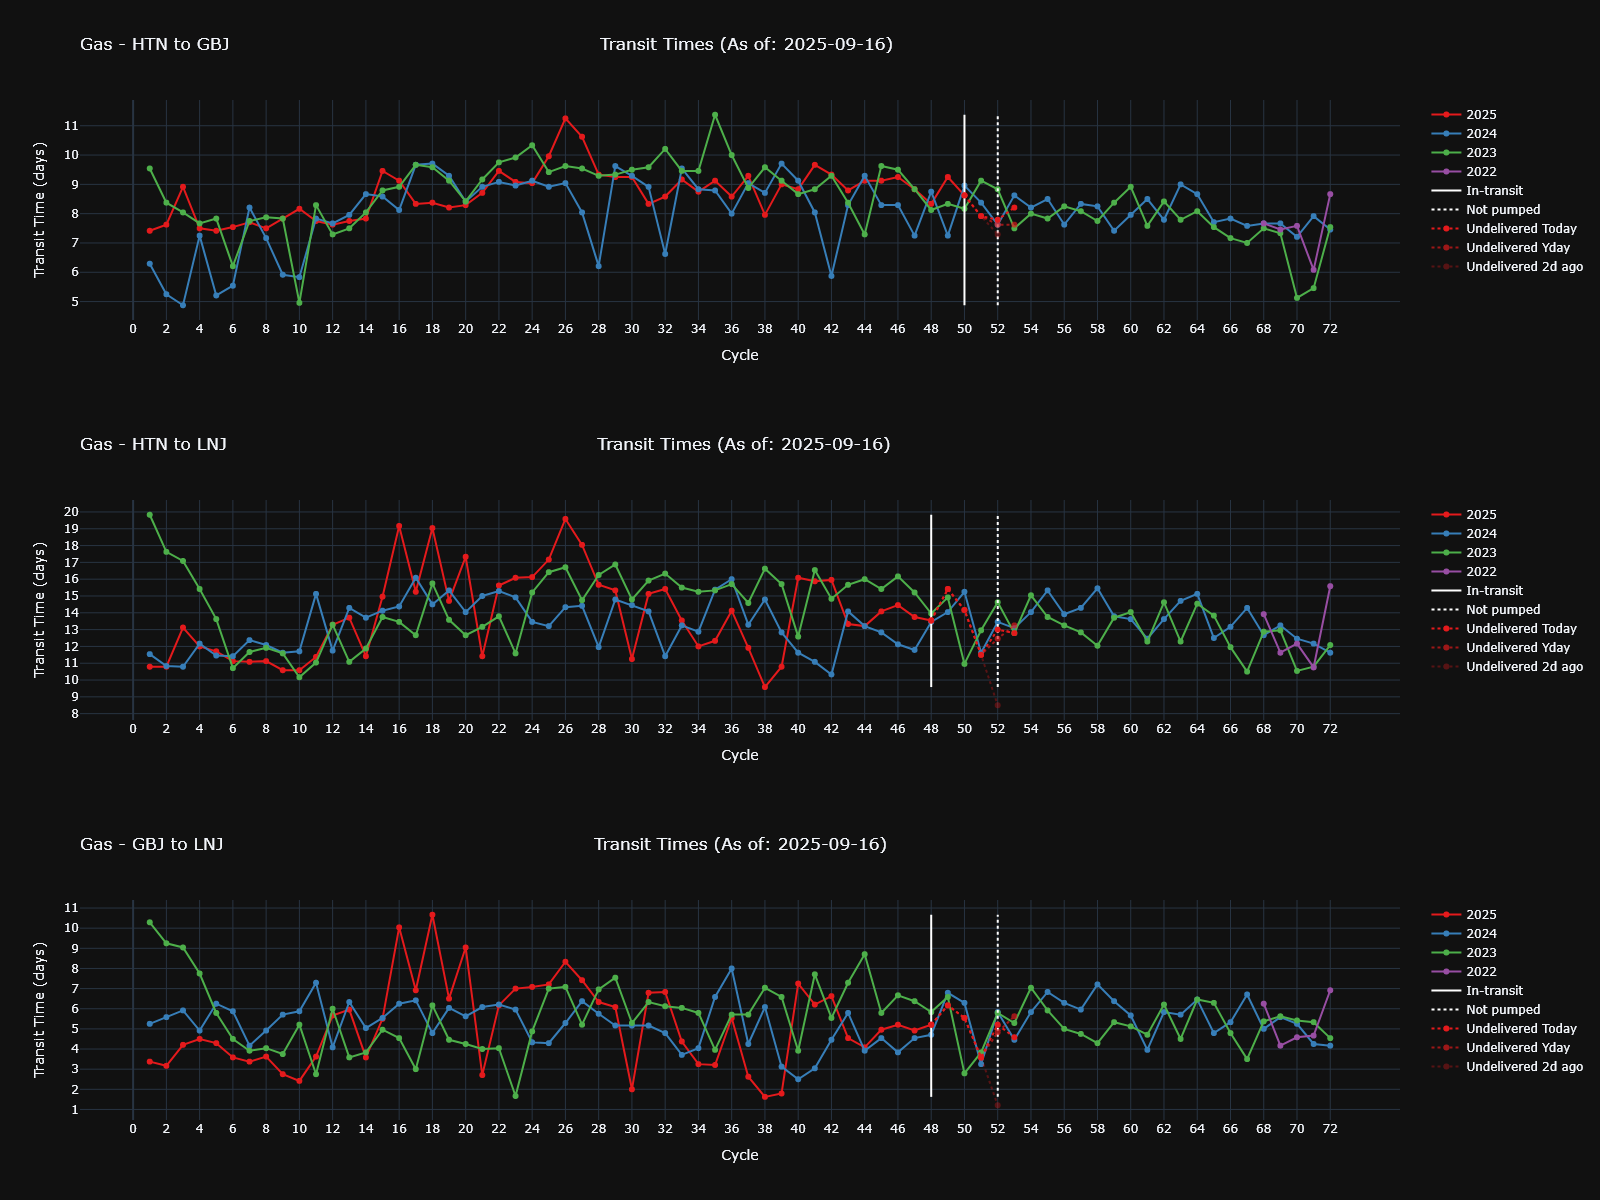 Gas - HTN to GBJ
Transit Times (As of: 2025-09-16)
Transit Time (days)
11
10
9
8
7
6
5
0 2 4 6 8 10 12 14 16 18 20 22 24 26 28 30 32 34 36 38 40 42 44 46 48 50 52 54 56 58 60 62 64 66 68 70 72
Cycle
2025
2024
2023
2022
In-transit
Not pumped
Undelivered Today
Undelivered Yday
Undelivered 2d ago
Gas - HTN to LNJ
Transit Times (As of: 2025-09-16)
Transit Time (days)
20
19
18
17
16
15
14
13
12
11
10
9
8
0 2 4 6 8 10 12 14 16 18 20 22 24 26 28 30 32 34 36 38 40 42 44 46 48 50 52 54 56 58 60 62 64 66 68 70 72
Cycle
2025
2024
2023
2022
In-transit
Not pumped
Undelivered Today
Undelivered Yday
Undelivered 2d ago
Gas - GBJ to LNJ
Transit Times (As of: 2025-09-16)
Transit Time (days)
11
10
9
8
7
6
5
4
3
2
1
0 2 4 6 8 10 12 14 16 18 20 22 24 26 28 30 32 34 36 38 40 42 44 46 48 50 52 54 56 58 60 62 64 66 68 70 72
Cycle
2025
2024
2023
2022
In-transit
Not pumped
Undelivered Today
Undelivered Yday
Undelivered 2d ago